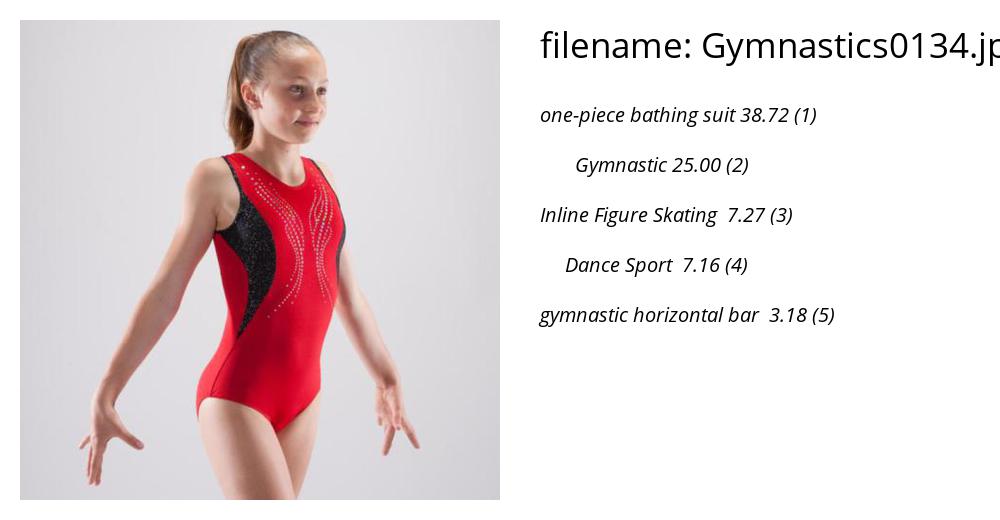 filename: Gymnastics0134.jp
one-piece bathing suit 38.72 (1)
Gymnastic 25.00 (2)
Inline Figure Skating 7.27 (3)
Dance Sport 7.16 (4)
gymnastic horizontal bar 3.18 (5)